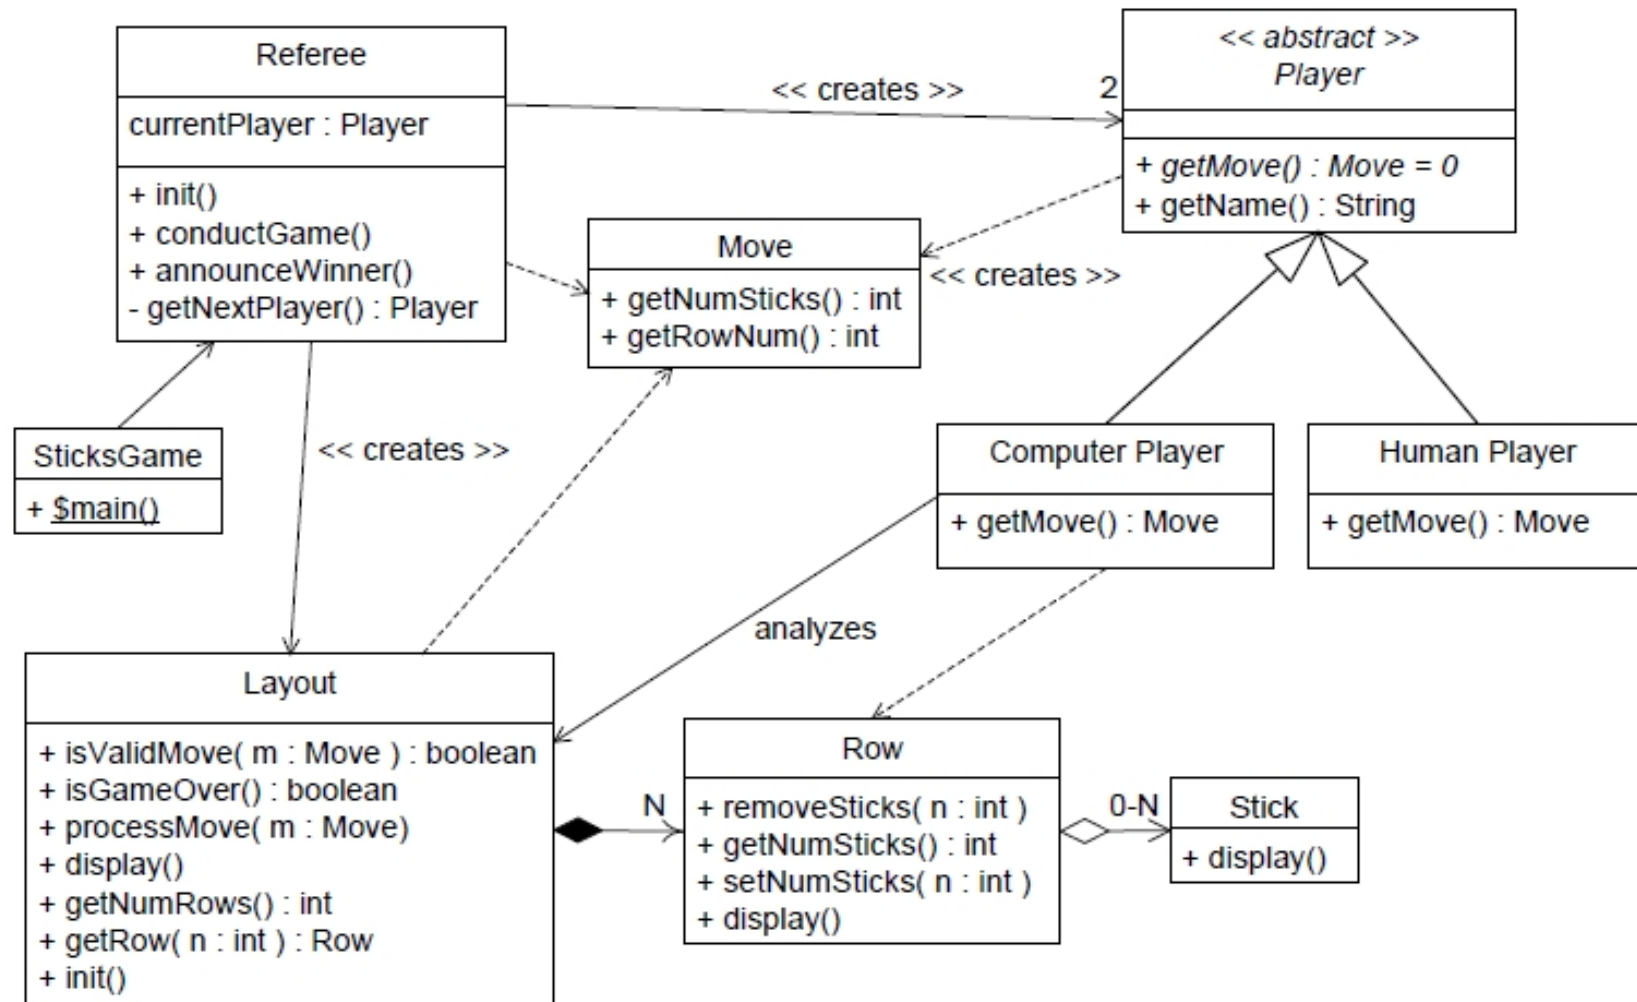 Referee
currentPlayer : Player
+ init()
+ conductGame()
+ announceWinner()
- getNextPlayer() : Player
<< creates >>
2
<< abstract >>
Player
+ getMove() : Move = 0
+ getName() : String
Move
+ getNumSticks() : int
+ getRowNum() : int
<< creates >>
SticksGame
+ $main()
<< creates >>
Computer Player
+ getMove() : Move
Human Player
+ getMove() : Move
analyzes
Layout
+ isValidMove( m : Move ) : boolean
+ isGameOver() : boolean
+ processMove( m : Move)
+ display()
+ getNumRows() : int
+ getRow( n : int ) : Row
+ init()
N
Row
+ removeSticks( n : int )
+ getNumSticks() : int
+ setNumSticks( n : int )
+ display()
0-N
Stick
+ display()